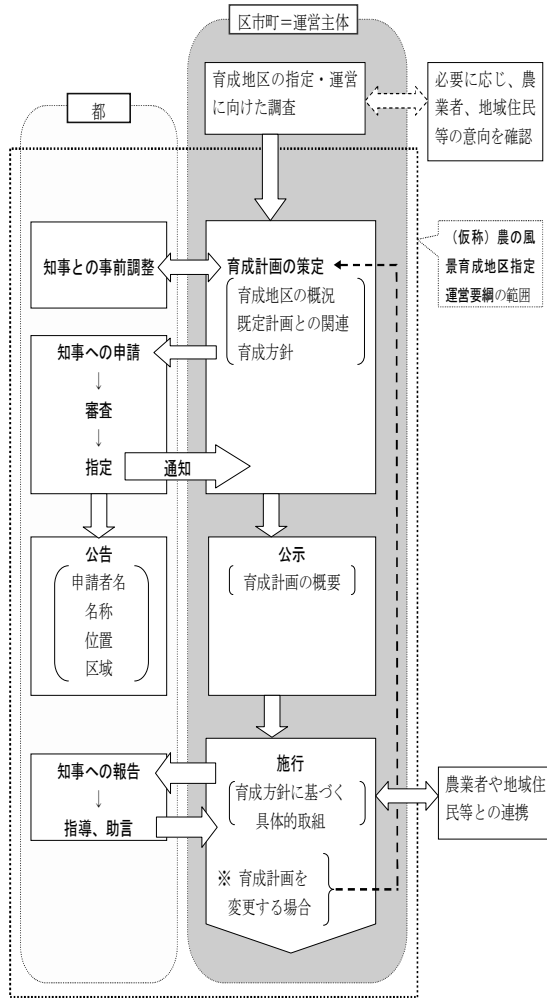 区市町＝運営主体
育成地区の指定・運営
に向けた調査
必要に応じ、農
業者、地域住民
等の意向を確認
都
（仮称）農の風
景育成地区指定
運営要綱の範囲
知事との事前調整
育成計画の策定
育成地区の概況
既定計画との関連
育成方針
知事への申請
↓
審査
↓
指定
通知
公告
申請者名
名称
位置
区域
公示
育成計画の概要
施行
育成方針に基づく
具体的取組
※ 育成計画を
変更する場合
知事への報告
↓
指導、助言
農業者や地域住
民等との連携